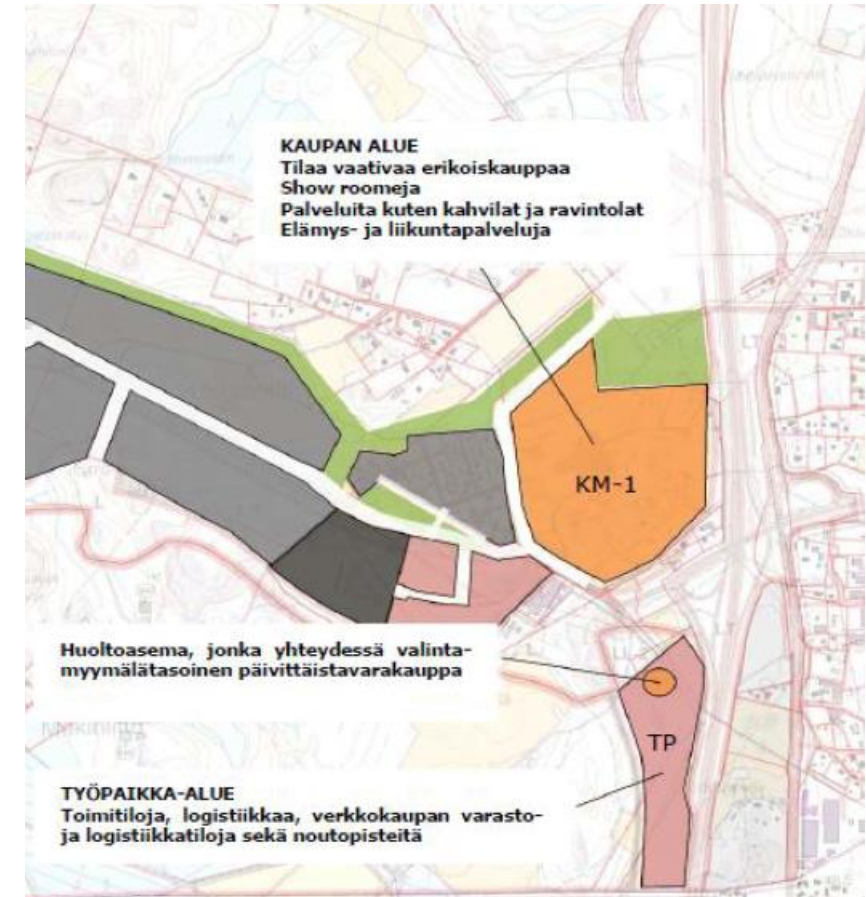 KAUPAN ALUE
Tilaa vaativaa erikoiskauppaa
Show roomeja
Palveluita kuten kahvilat ja ravintolat
Elämys- ja liikuntapalveluja
KM-1
Huoltoasema, jonka yhteydessä valinta-
myymälätasoinen päivittäistavarakauppa
TP
TYÖPAIKKA-ALUE
Toimitiloja, logistiikkaa, verkkokaupan varasto-
ja logistiikkatiloja sekä noutopisteitä